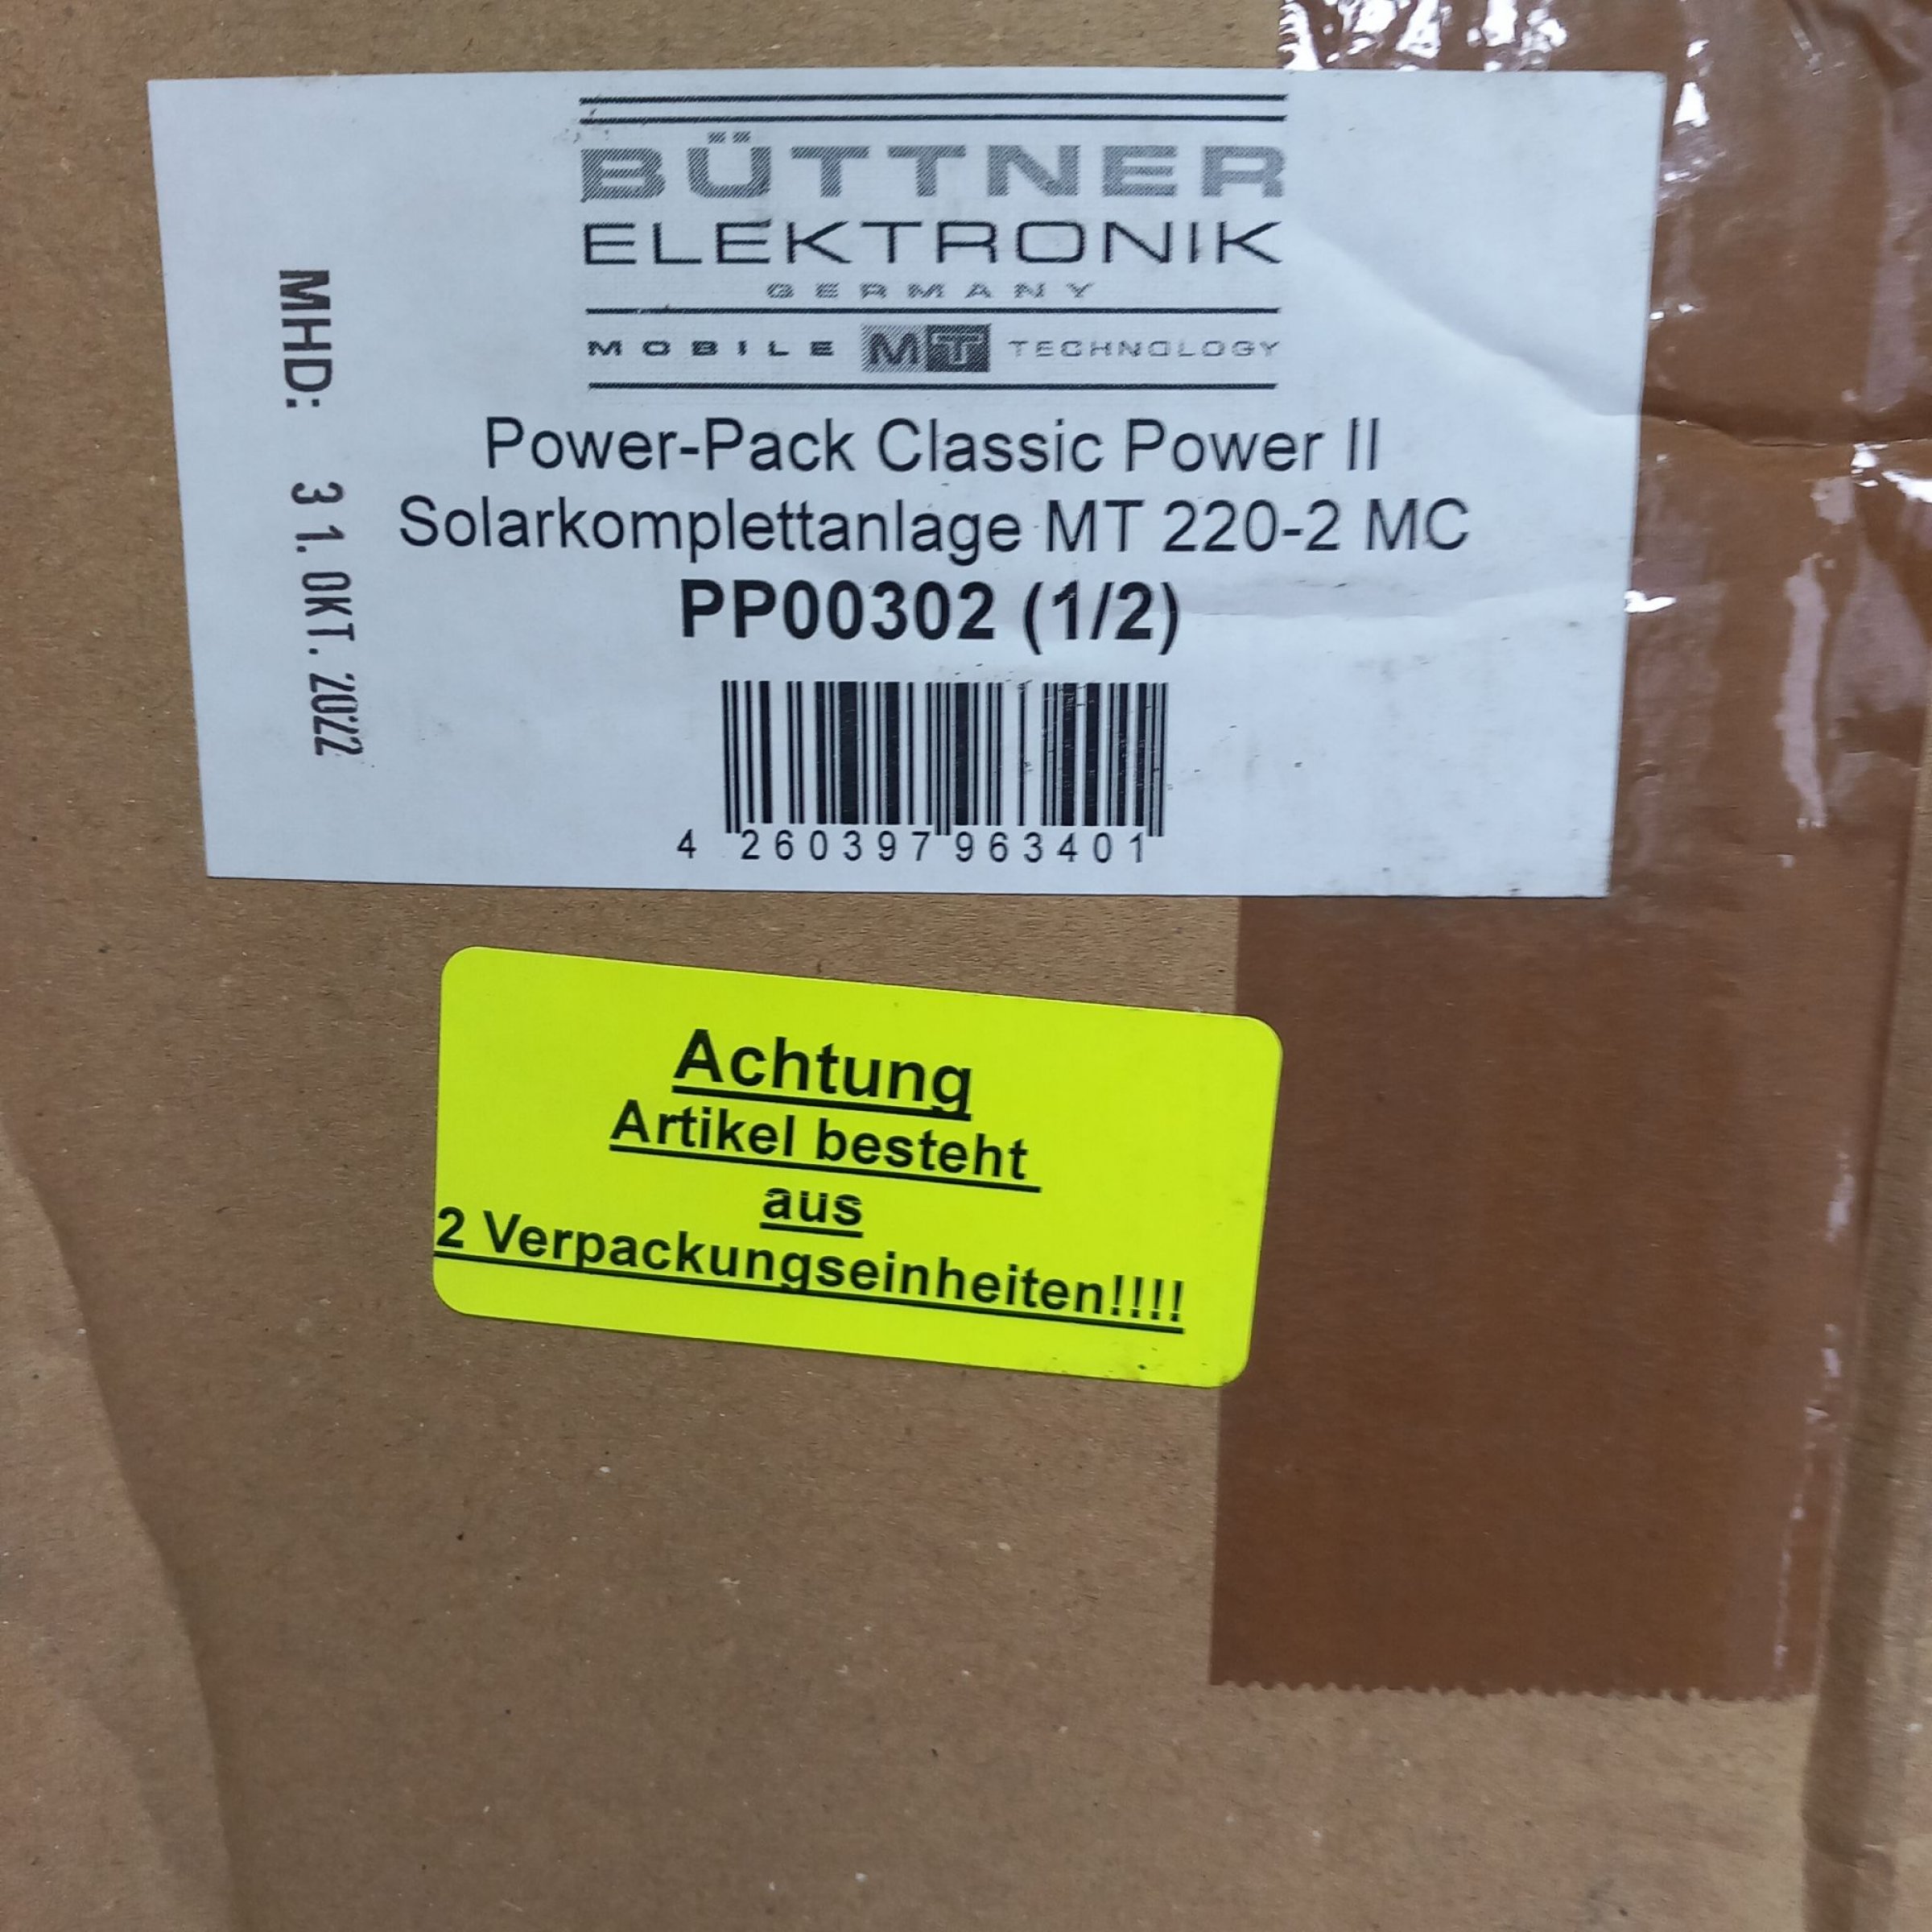 BÜTTNER
ELEKTRONIK
GERMANY
MOBILE MT TECHNOLOGY
Power-Pack Classic Power II
Solarkomplettanlage MT 220-2 MC
PP00302 (1/2)
4 260397 963401
MHD: 31. OKT. 2022
Achtung
Artikel besteht
aus
2 Verpackungseinheiten!!!!